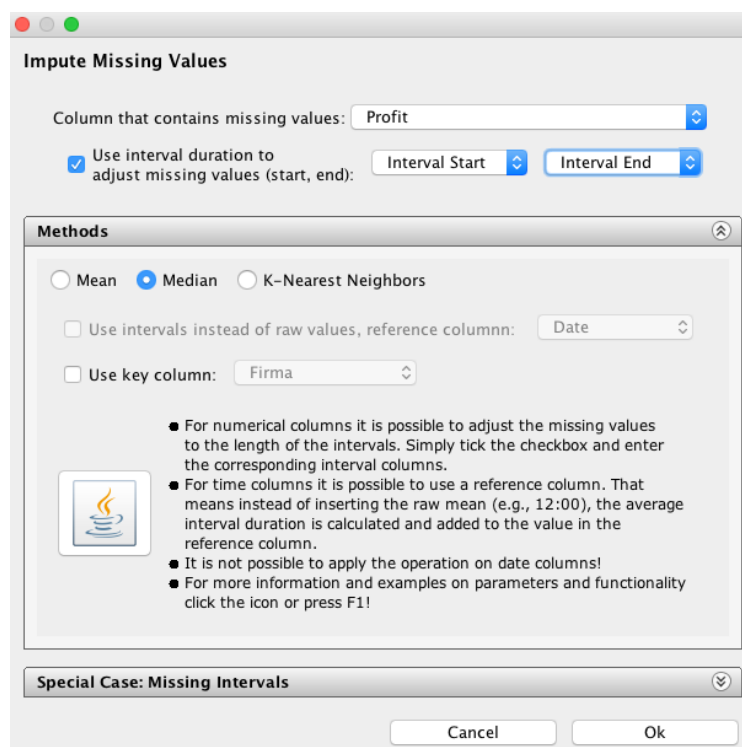 Impute Missing Values
Column that contains missing values: Profit
Use interval duration to
adjust missing values (start, end): Interval Start Interval End
Methods
Mean Median K-Nearest Neighbors
Use intervals instead of raw values, reference columnn: Date
Use key column: Firma
● For numerical columns it is possible to adjust the missing values
to the length of the intervals. Simply tick the checkbox and enter
the corresponding interval columns.
● For time columns it is possible to use a reference column. That
means instead of inserting the raw mean (e.g., 12:00), the average
interval duration is calculated and added to the value in the
reference column.
● It is not possible to apply the operation on date columns!
● For more information and examples on parameters and functionality
click the icon or press F1!
Special Case: Missing Intervals
Cancel Ok